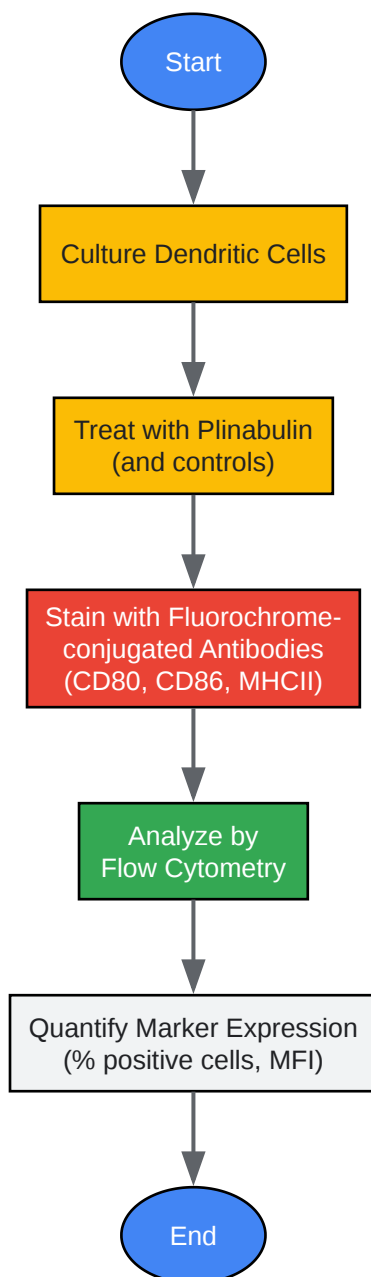 Start
Culture Dendritic Cells
Treat with Plinabulin
(and controls)
Stain with Fluorochrome-
conjugated Antibodies
(CD80, CD86, MHCII)
Analyze by
Flow Cytometry
Quantify Marker Expression
(% positive cells, MFI)
End